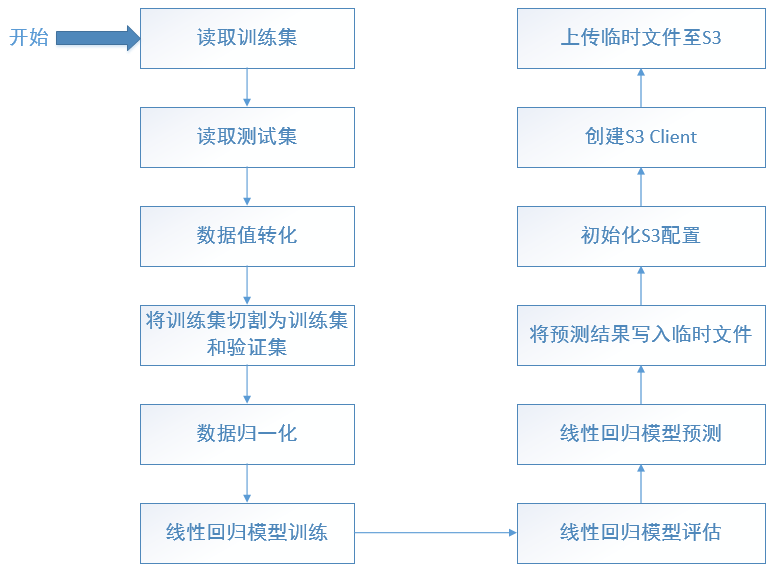 开始
读取训练集
读取测试集
数据值转化
将训练集切割为训练集
和验证集
数据归一化
线性回归模型训练
线性回归模型评估
线性回归模型预测
将预测结果写入临时文件
初始化S3配置
创建S3 Client
上传临时文件至S3